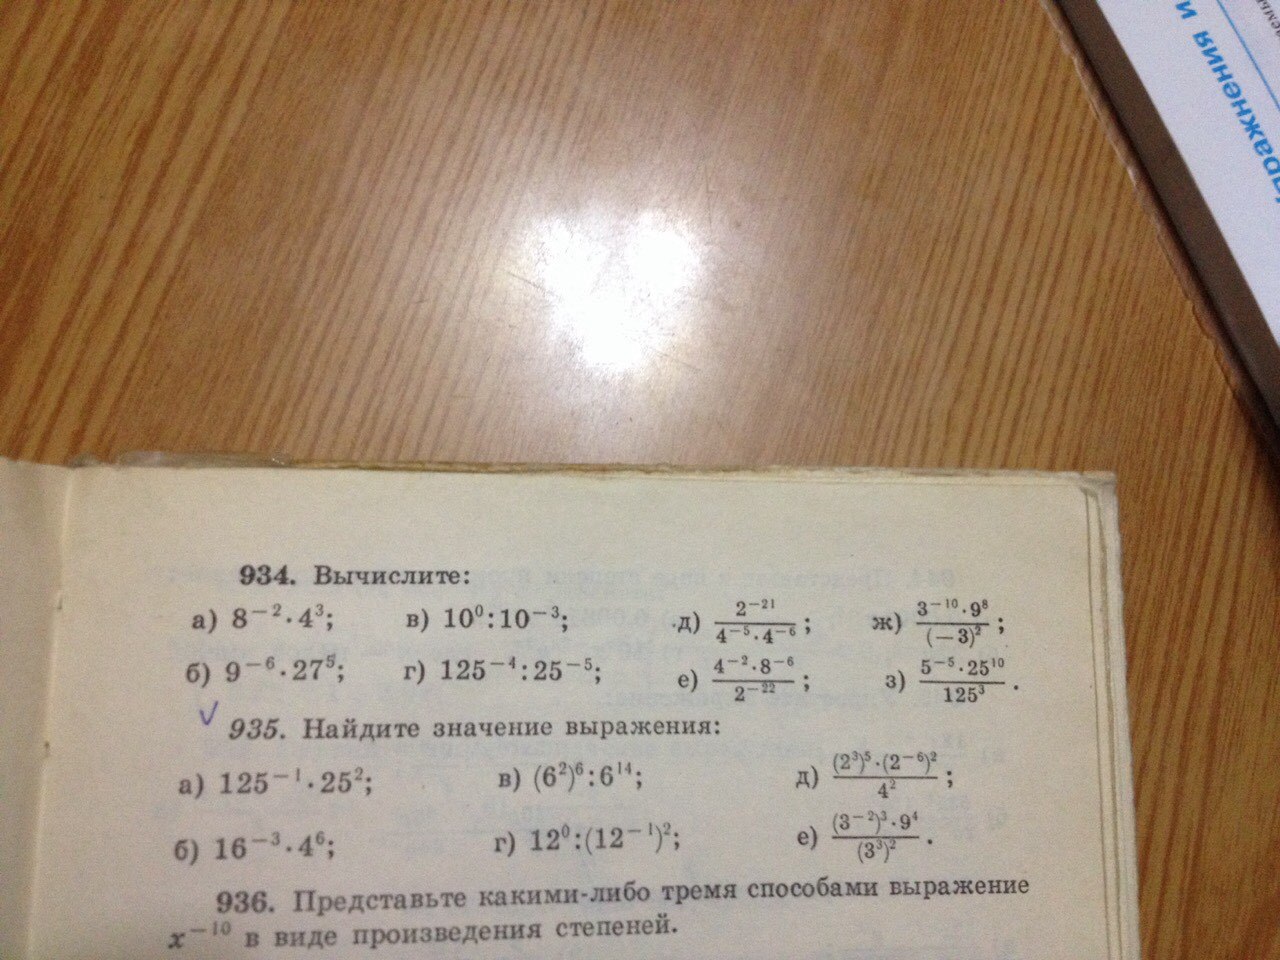 Упражнения и
934. Вычислите:
а) 8⁻² · 4³; в) 10⁰ : 10⁻³; д) 2⁻²¹ / (4⁻⁵ · 4⁻⁶); ж) (3⁻¹⁰ · 9⁸) / (−3)²;
б) 9⁻⁶ · 27⁵; г) 125⁻⁴ : 25⁻⁵; е) (4⁻² · 8⁻⁶) / 2⁻²²; з) (5⁻⁵ · 25¹⁰) / 125³.
935. Найдите значение выражения:
а) 125⁻¹ · 25²; в) (6²)⁶ : 6¹⁴; д) ((2³)⁵ · (2⁻⁶)²) / 4²;
б) 16⁻³ · 4⁶; г) 12⁰ : (12⁻¹)²; е) ((3⁻²)³ · 9⁴) / (3³)².
936. Представьте какими-либо тремя способами выражение
x⁻¹⁰ в виде произведения степеней.